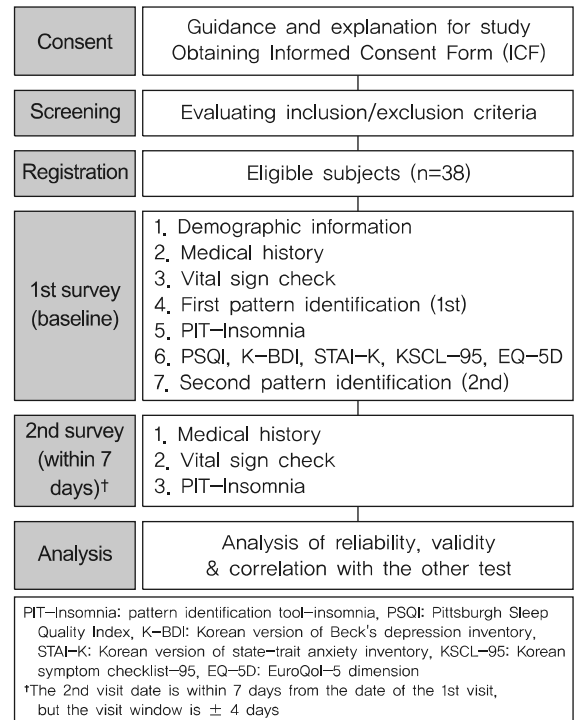 Consent
Guidance and explanation for study
Obtaining Informed Consent Form (ICF)
Screening
Evaluating inclusion/exclusion criteria
Registration
Eligible subjects (n=38)
1st survey
(baseline)
1. Demographic information
2. Medical history
3. Vital sign check
4. First pattern identification (1st)
5. PIT-Insomnia
6. PSQI, K-BDI, STAI-K, KSCL-95, EQ-5D
7. Second pattern identification (2nd)
2nd survey
(within 7
days)†
1. Medical history
2. Vital sign check
3. PIT-Insomnia
Analysis
Analysis of reliability, validity
& correlation with the other test
PIT-Insomnia: pattern identification tool-insomnia, PSQI: Pittsburgh Sleep
Quality Index, K-BDI: Korean version of Beck's depression inventory,
STAI-K: Korean version of state-trait anxiety inventory, KSCL-95: Korean
symptom checklist-95, EQ-5D: EuroQol-5 dimension
†The 2nd visit date is within 7 days from the date of the 1st visit,
but the visit window is ± 4 days